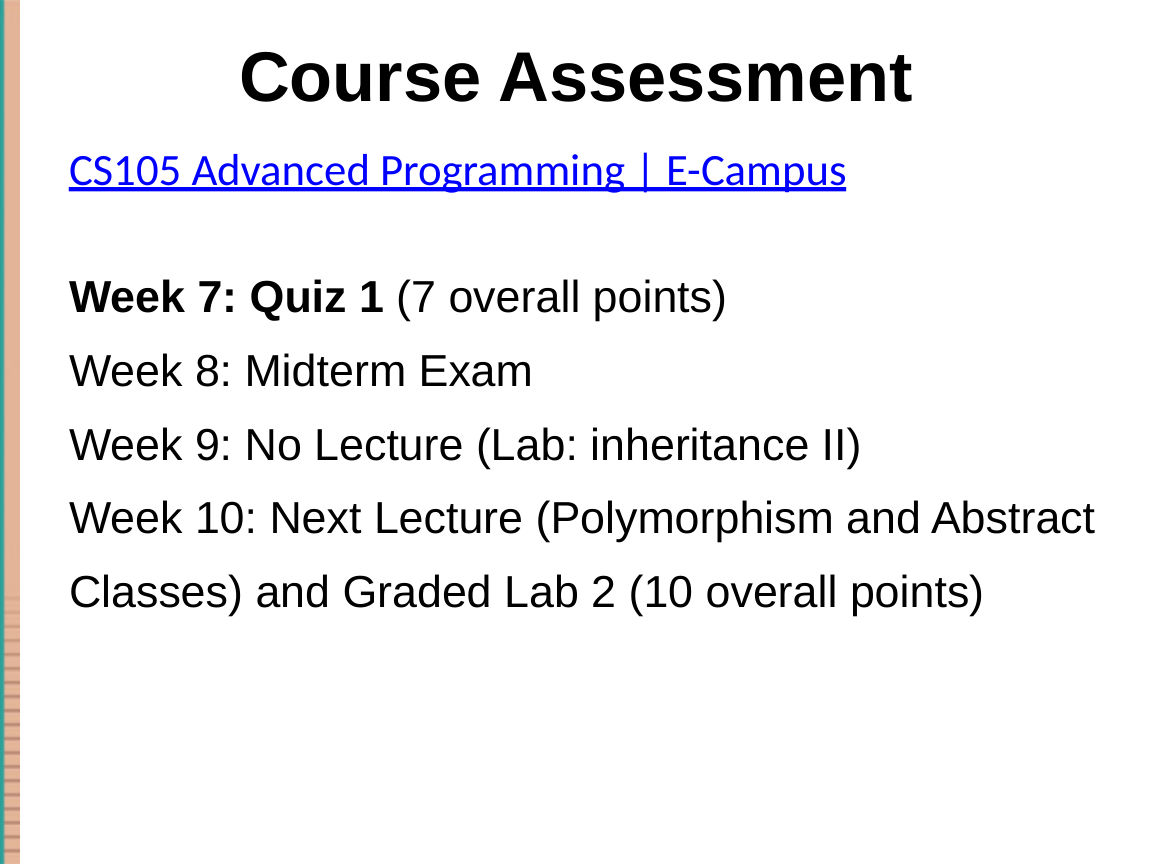 Course Assessment
CS105 Advanced Programming | E-Campus
Week 7: Quiz 1 (7 overall points)
Week 8: Midterm Exam
Week 9: No Lecture (Lab: inheritance II)
Week 10: Next Lecture (Polymorphism and Abstract
Classes) and Graded Lab 2 (10 overall points)